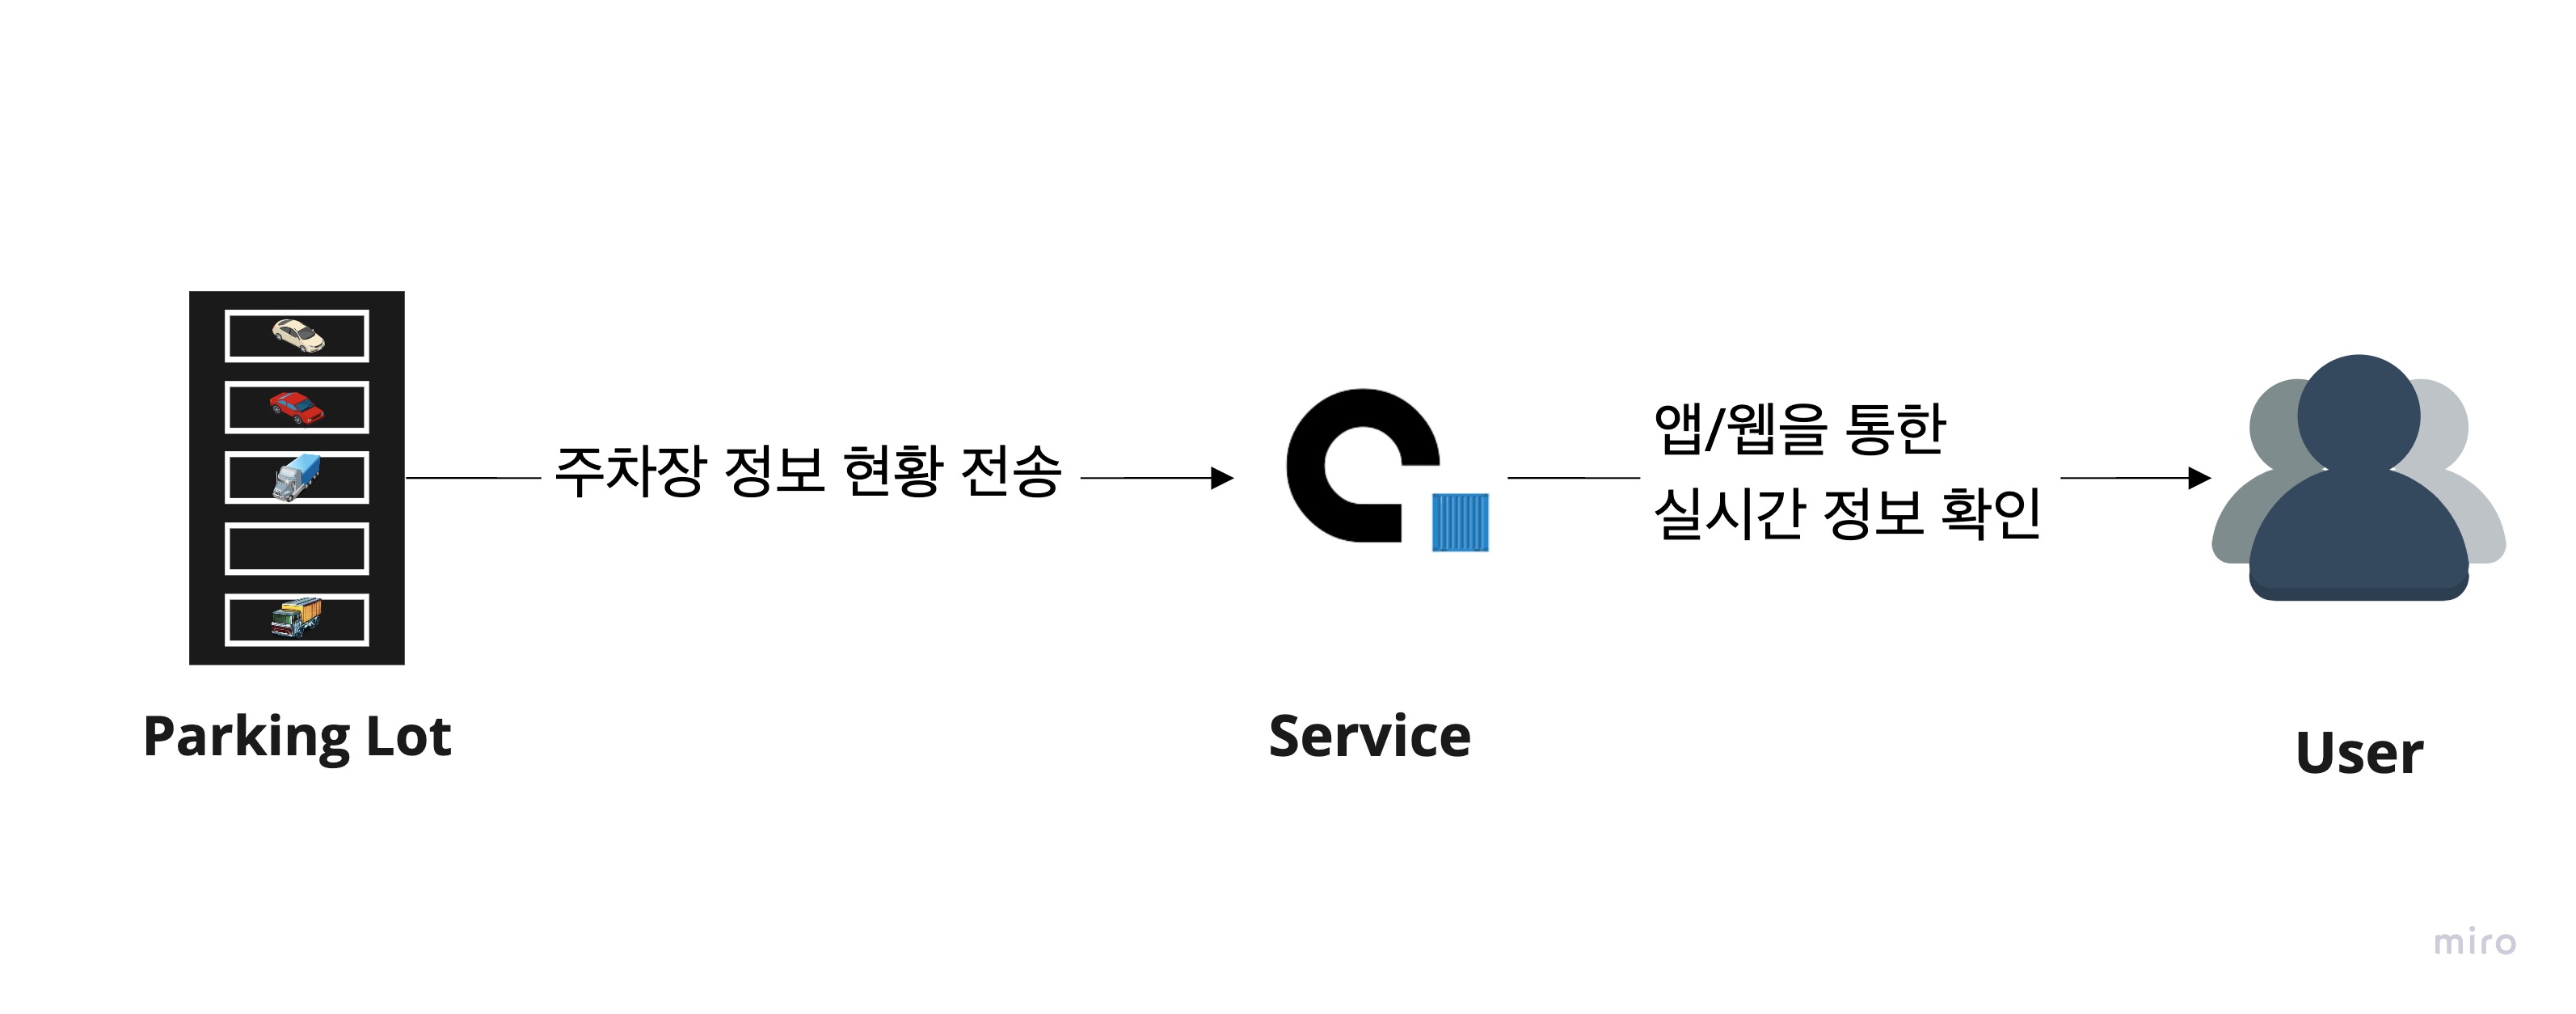 주차장 정보 현황 전송
앱/웹을 통한
실시간 정보 확인
Parking Lot
Service
User
miro